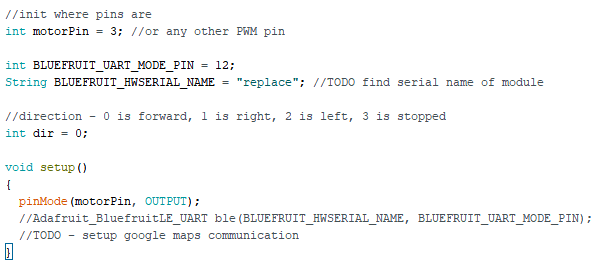 //init where pins are
int motorPin = 3; //or any other PWM pin
int BLUEFRUIT_UART_MODE_PIN = 12;
String BLUEFRUIT_HWSERIAL_NAME = "replace"; //TODO find serial name of module
//direction - 0 is forward, 1 is right, 2 is left, 3 is stopped
int dir = 0;
void setup()
{
  pinMode(motorPin, OUTPUT);
  //Adafruit_BluefruitLE_UART ble(BLUEFRUIT_HWSERIAL_NAME, BLUEFRUIT_UART_MODE_PIN);
  //TODO - setup google maps communication
}